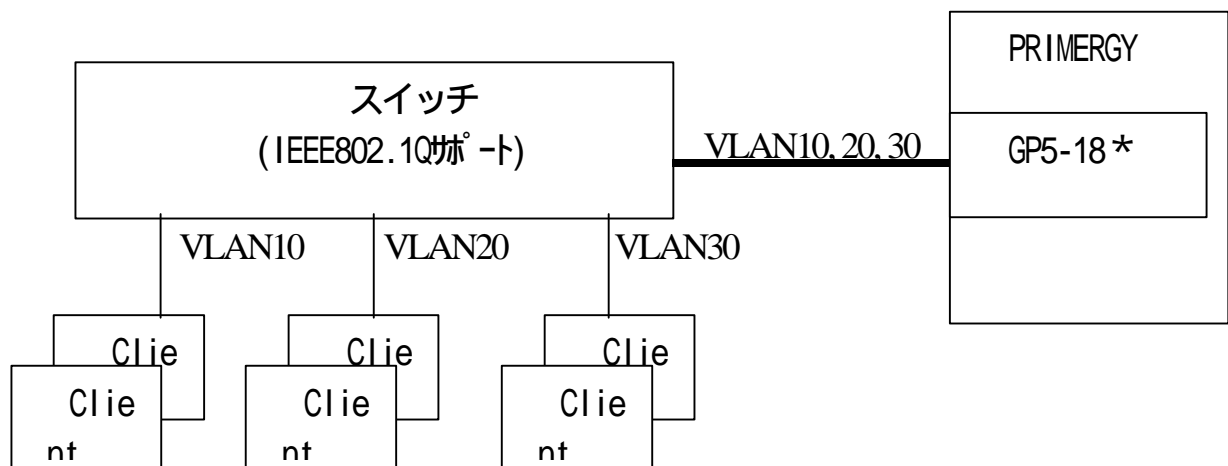 PRIMERGY
スイッチ
(IEEE802.1Qｻﾎﾟｰﾄ)
VLAN10, 20, 30
GP5-18*
VLAN10
VLAN20
VLAN30
Clie
Clie
Clie
Clie
nt
Clie
nt
Clie
nt